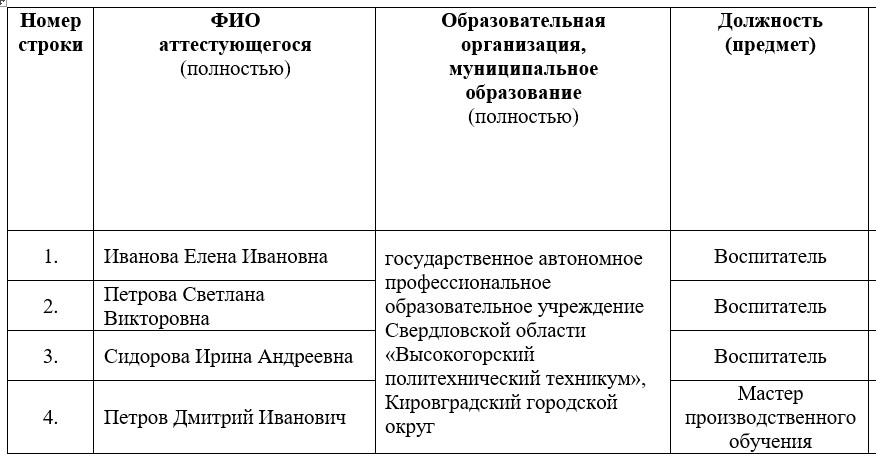 Номер
строки
ФИО
аттестующегося
(полностью)
Образовательная
организация,
муниципальное
образование
(полностью)
Должность
(предмет)
1.
Иванова Елена Ивановна
государственное автономное
профессиональное
образовательное учреждение
Свердловской области
«Высокогорский
политехнический техникум»,
Кировградский городской
округ
Воспитатель
2.
Петрова Светлана
Викторовна
Воспитатель
3.
Сидорова Ирина Андреевна
Воспитатель
4.
Петров Дмитрий Иванович
Мастер
производственного
обучения